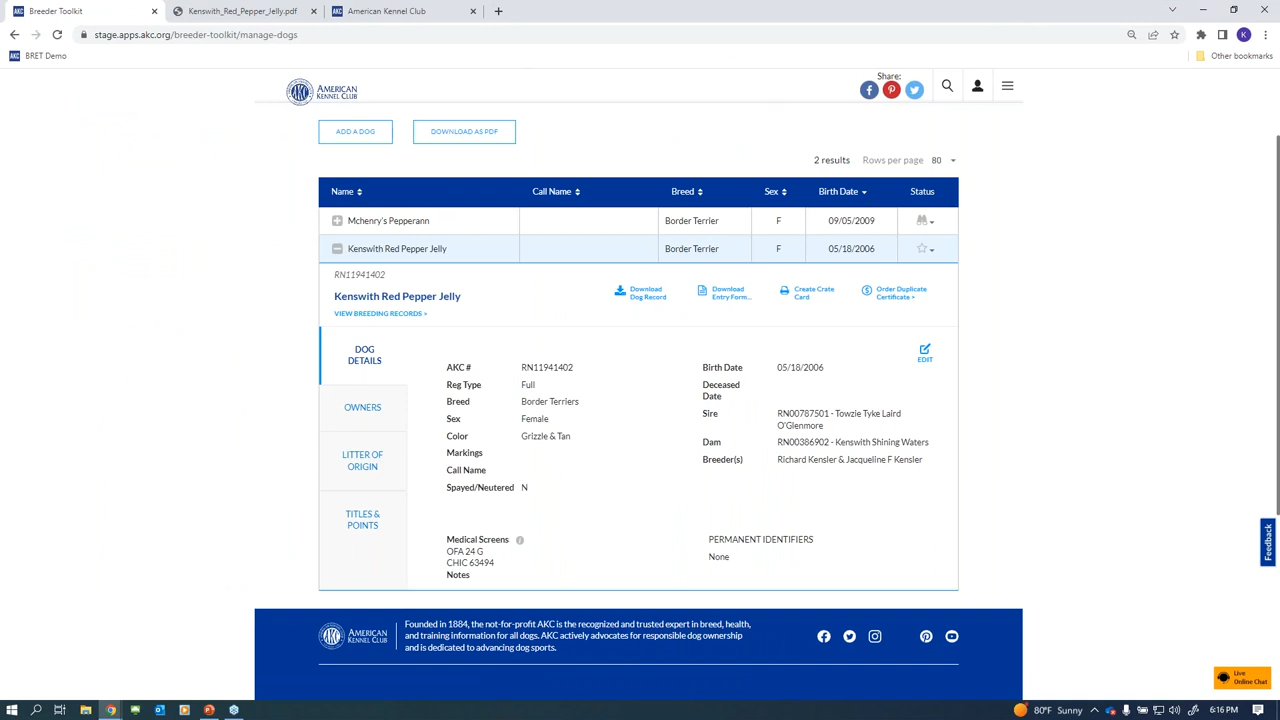 Breeder Toolkit
Kenswith_Red_Pepper_Jelly.pdf
American Kennel Club
stage.apps.akc.org/breeder-toolkit/manage-dogs
K
AKC BRET Demo
Other bookmarks
AKC AMERICAN KENNEL CLUB
Share:
ADD A DOG
DOWNLOAD AS PDF
2 results Rows per page 80
Name Call Name Breed Sex Birth Date Status
Mchenry's Pepperann Border Terrier F 09/05/2009
Kenswith Red Pepper Jelly Border Terrier F 05/18/2006
RN11941402
Kenswith Red Pepper Jelly
VIEW BREEDING RECORDS >
Download Dog Record
Download Entry Form...
Create Crate Card
Order Duplicate Certificate >
DOG DETAILS
OWNERS
LITTER OF ORIGIN
TITLES & POINTS
EDIT
AKC # RN11941402
Reg Type Full
Breed Border Terriers
Sex Female
Color Grizzle & Tan
Markings
Call Name
Spayed/Neutered N
Birth Date 05/18/2006
Deceased Date
Sire RN00787501 - Towzie Tyke Laird O'Glenmore
Dam RN00386902 - Kenswith Shining Waters
Breeder(s) Richard Kensler & Jacqueline F Kensler
Medical Screens
OFA 24 G
CHIC 63494
Notes
PERMANENT IDENTIFIERS
None
Feedback
AKC AMERICAN KENNEL CLUB
Founded in 1884, the not-for-profit AKC is the recognized and trusted expert in breed, health,
and training information for all dogs. AKC actively advocates for responsible dog ownership
and is dedicated to advancing dog sports.
Live
Online Chat
80°F Sunny
6:16 PM